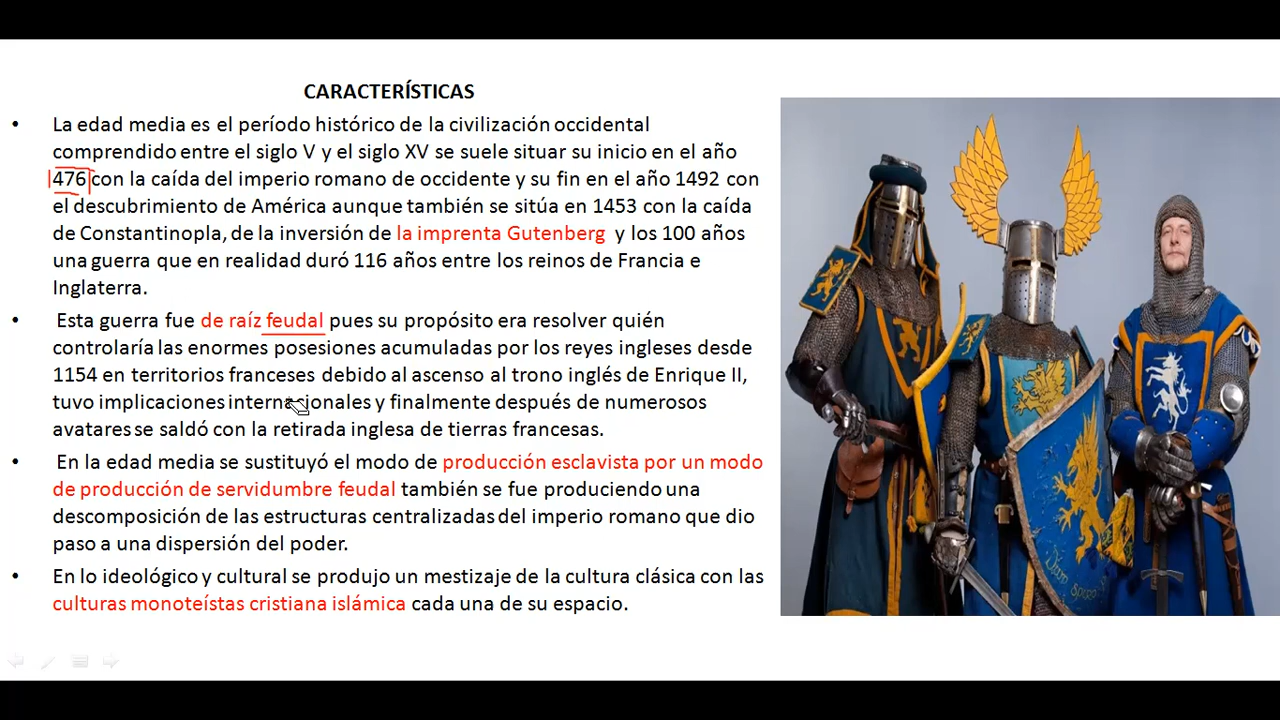 CARACTERÍSTICAS
• La edad media es el período histórico de la civilización occidental
comprendido entre el siglo V y el siglo XV se suele situar su inicio en el año
476 con la caída del imperio romano de occidente y su fin en el año 1492 con
el descubrimiento de América aunque también se sitúa en 1453 con la caída
de Constantinopla, de la inversión de la imprenta Gutenberg y los 100 años
una guerra que en realidad duró 116 años entre los reinos de Francia e
Inglaterra.
• Esta guerra fue de raíz feudal pues su propósito era resolver quién
controlaría las enormes posesiones acumuladas por los reyes ingleses desde
1154 en territorios franceses debido al ascenso al trono inglés de Enrique II,
tuvo implicaciones internacionales y finalmente después de numerosos
avatares se saldó con la retirada inglesa de tierras francesas.
• En la edad media se sustituyó el modo de producción esclavista por un modo
de producción de servidumbre feudal también se fue produciendo una
descomposición de las estructuras centralizadas del imperio romano que dio
paso a una dispersión del poder.
• En lo ideológico y cultural se produjo un mestizaje de la cultura clásica con las
culturas monoteístas cristiana islámica cada una de su espacio.